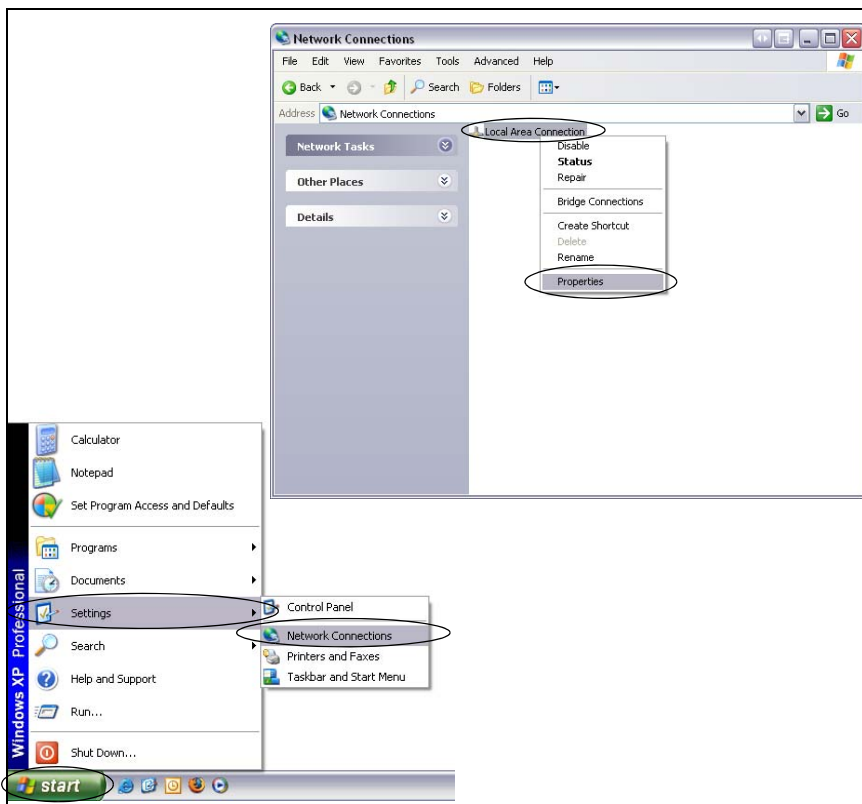 Network Connections
File Edit View Favorites Tools Advanced Help
Back Search Folders
Address Network Connections Go
Network Tasks
Other Places
Details
Local Area Connection
Disable
Status
Repair
Bridge Connections
Create Shortcut
Delete
Rename
Properties
Calculator
Notepad
Set Program Access and Defaults
Programs
Documents
Settings
Search
Help and Support
Run...
Shut Down...
Control Panel
Network Connections
Printers and Faxes
Taskbar and Start Menu
Windows XP Professional
start